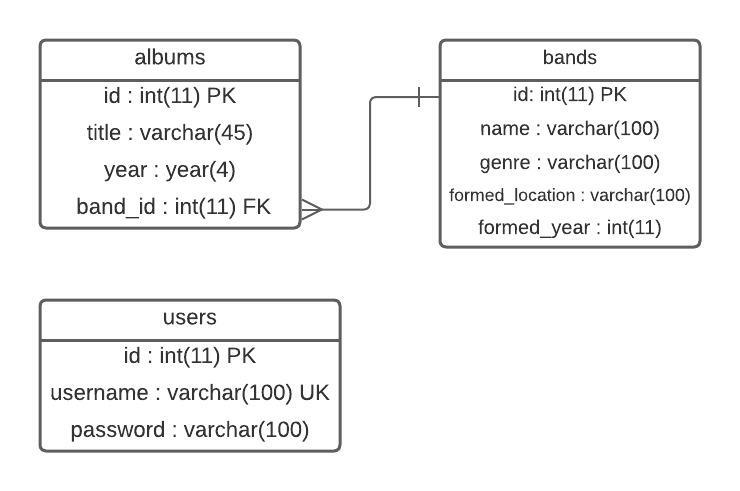 albums
id : int(11) PK
title : varchar(45)
year : year(4)
band_id : int(11) FK
bands
id: int(11) PK
name : varchar(100)
genre : varchar(100)
formed_location : varchar(100)
formed_year : int(11)
users
id : int(11) PK
username : varchar(100) UK
password : varchar(100)